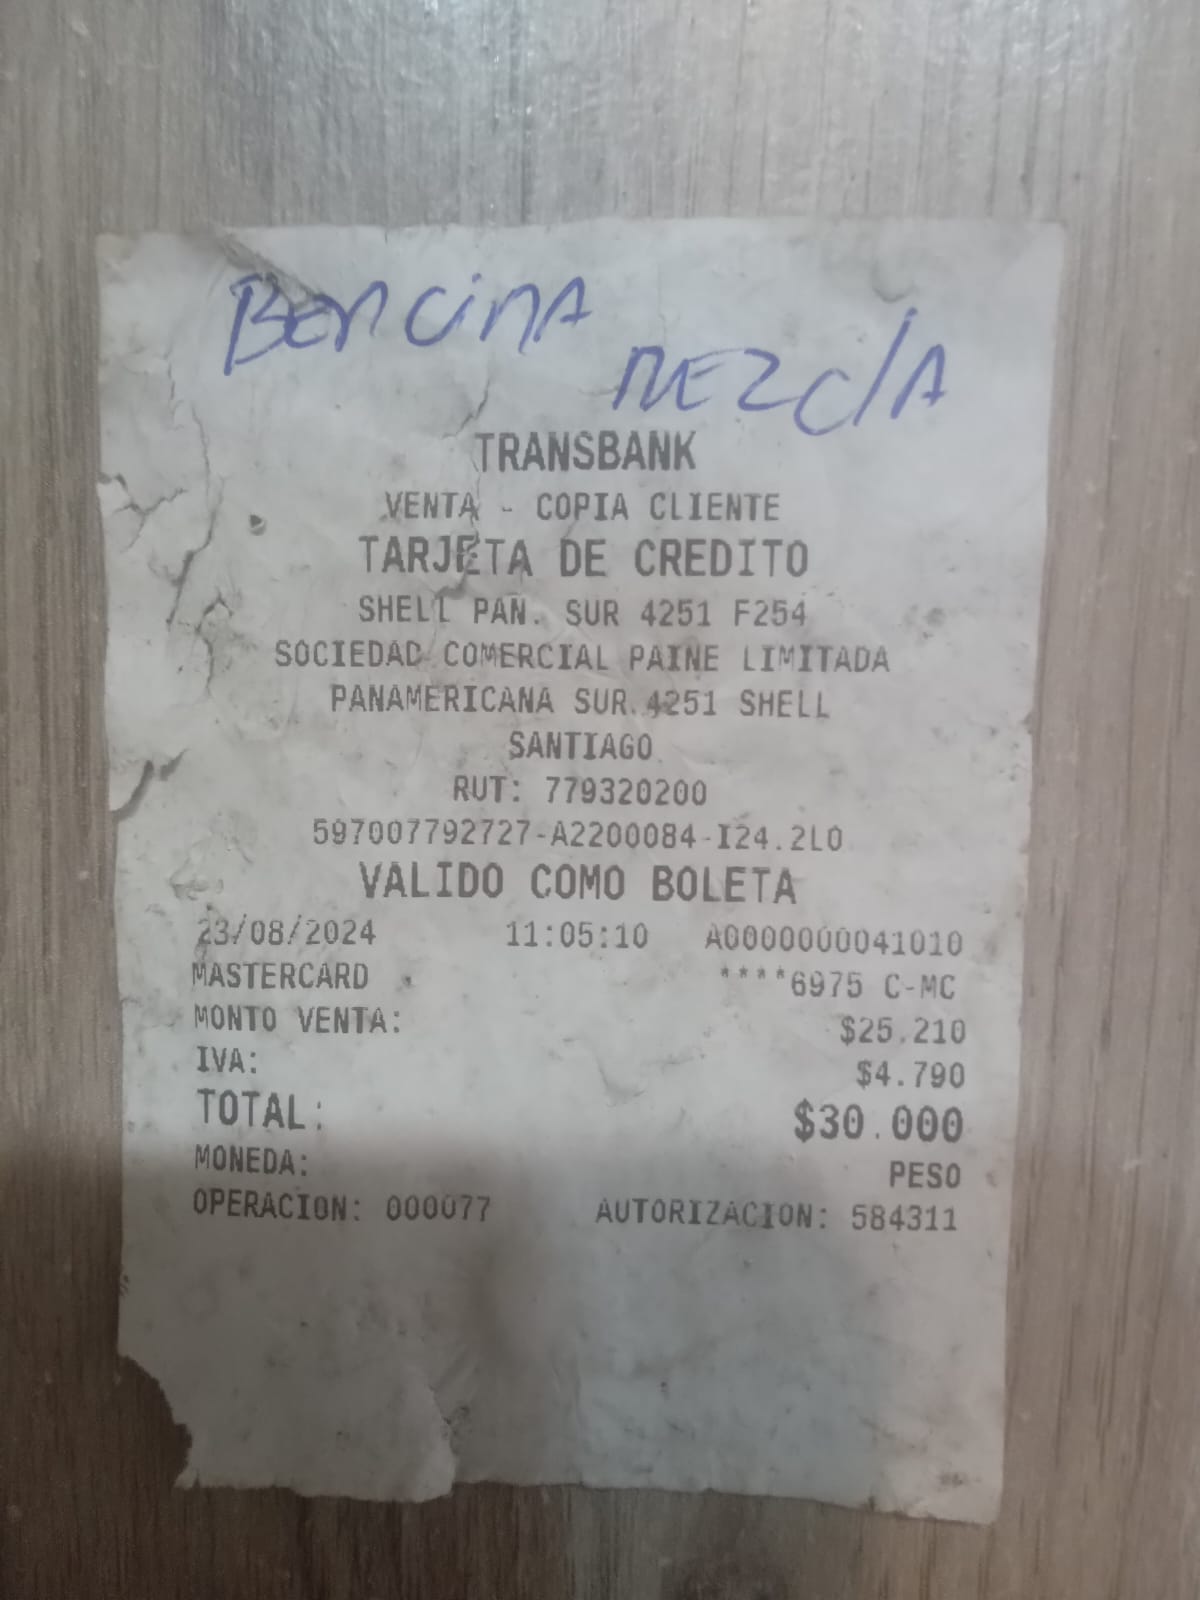 BENCINA
MEZCLA
TRANSBANK
VENTA - COPIA CLIENTE
TARJETA DE CREDITO
SHELL PAN. SUR 4251 F254
SOCIEDAD COMERCIAL PAINE LIMITADA
PANAMERICANA SUR 4251 SHELL
SANTIAGO
RUT: 779320200
597007792727-A2200084-I24.2L0
VALIDO COMO BOLETA
23/08/2024 11:05:10 A0000000041010
MASTERCARD ****6975 C-MC
MONTO VENTA: $25.210
IVA: $4.790
TOTAL: $30.000
MONEDA: PESO
OPERACION: 000077 AUTORIZACION: 584311